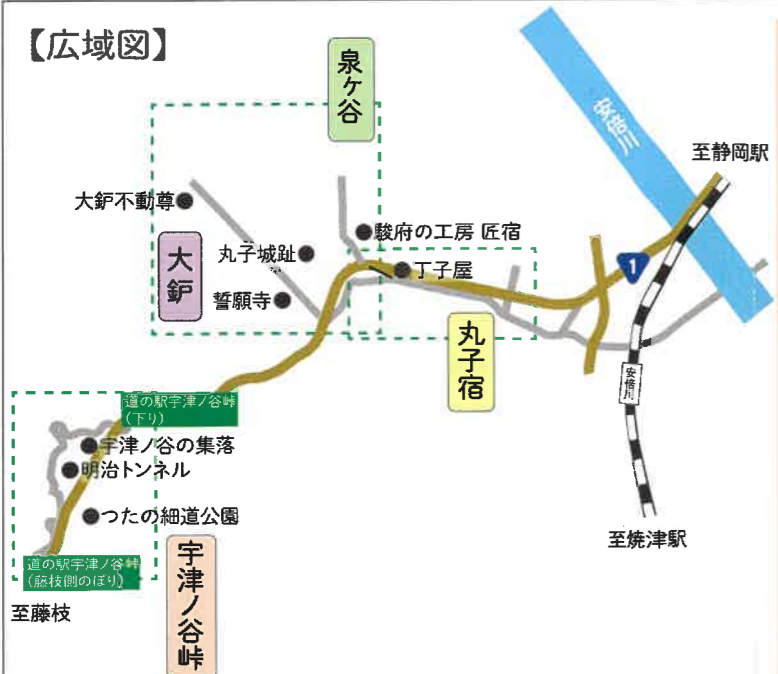 【広域図】
泉ヶ谷
安倍川
至静岡駅
大鈩不動尊
駿府の工房 匠宿
大鈩
丸子城趾
丁子屋
1
誓願寺
丸子宿
安倍川
道の駅宇津ノ谷峠
(下り)
宇津ノ谷の集落
明治トンネル
つたの細道公園
至焼津駅
道の駅宇津ノ谷峠
(藤枝側のぼり)
宇津ノ谷峠
至藤枝